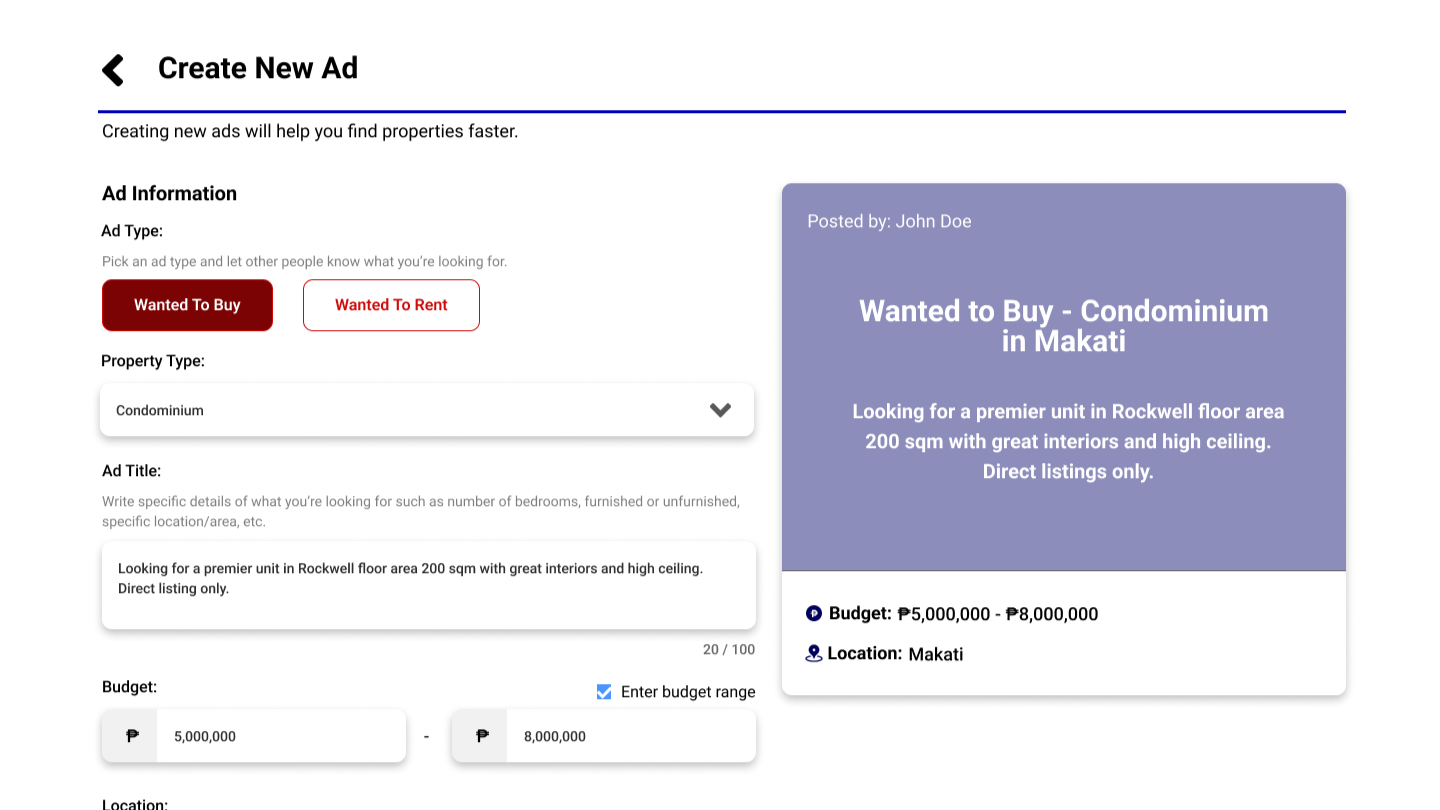 Create New Ad
Creating new ads will help you find properties faster.
Ad Information
Ad Type:
Pick an ad type and let other people know what you're looking for.
Wanted To Buy
Wanted To Rent
Property Type:
Condominium
Ad Title:
Write specific details of what you're looking for such as number of bedrooms, furnished or unfurnished,
specific location/area, etc.
Looking for a premier unit in Rockwell floor area 200 sqm with great interiors and high ceiling.
Direct listing only.
20 / 100
Budget:
Enter budget range
₱ 5,000,000 - ₱ 8,000,000
Location:
Posted by: John Doe
Wanted to Buy - Condominium
in Makati
Looking for a premier unit in Rockwell floor area
200 sqm with great interiors and high ceiling.
Direct listings only.
Budget: ₱5,000,000 - ₱8,000,000
Location: Makati